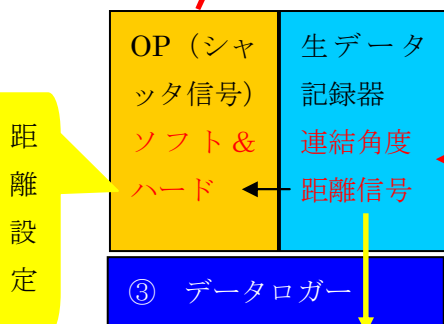 距
離
設
定
OP（シャ
ッタ信号）
ソフト＆
ハード
生データ
記録器
連結角度
距離信号
③ データロガー